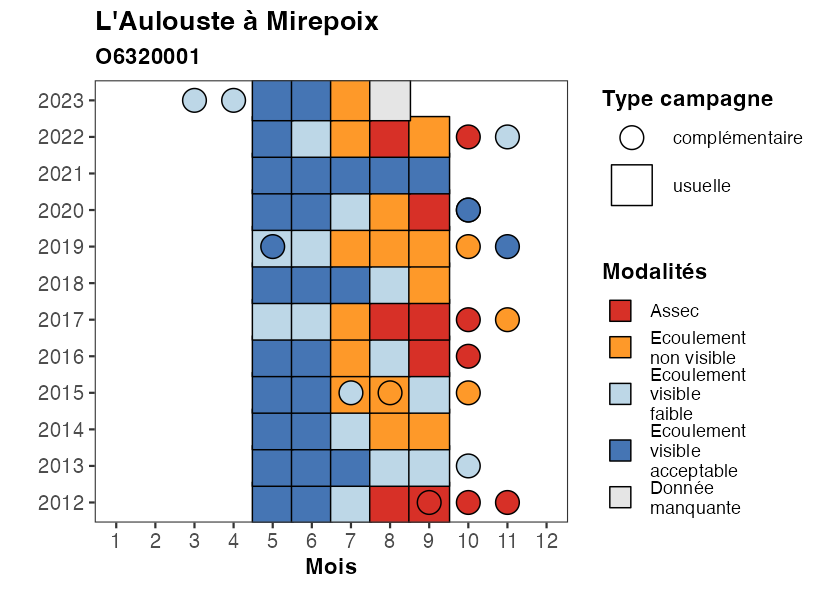 L'Aulouste à Mirepoix
O6320001
2023
2022
2021
2020
2019
2018
2017
2016
2015
2014
2013
2012
1 2 3 4 5 6 7 8 9 10 11 12
Mois
Type campagne
complémentaire
usuelle
Modalités
Assec
Ecoulement
non visible
Ecoulement
visible
faible
Ecoulement
visible
acceptable
Donnée
manquante